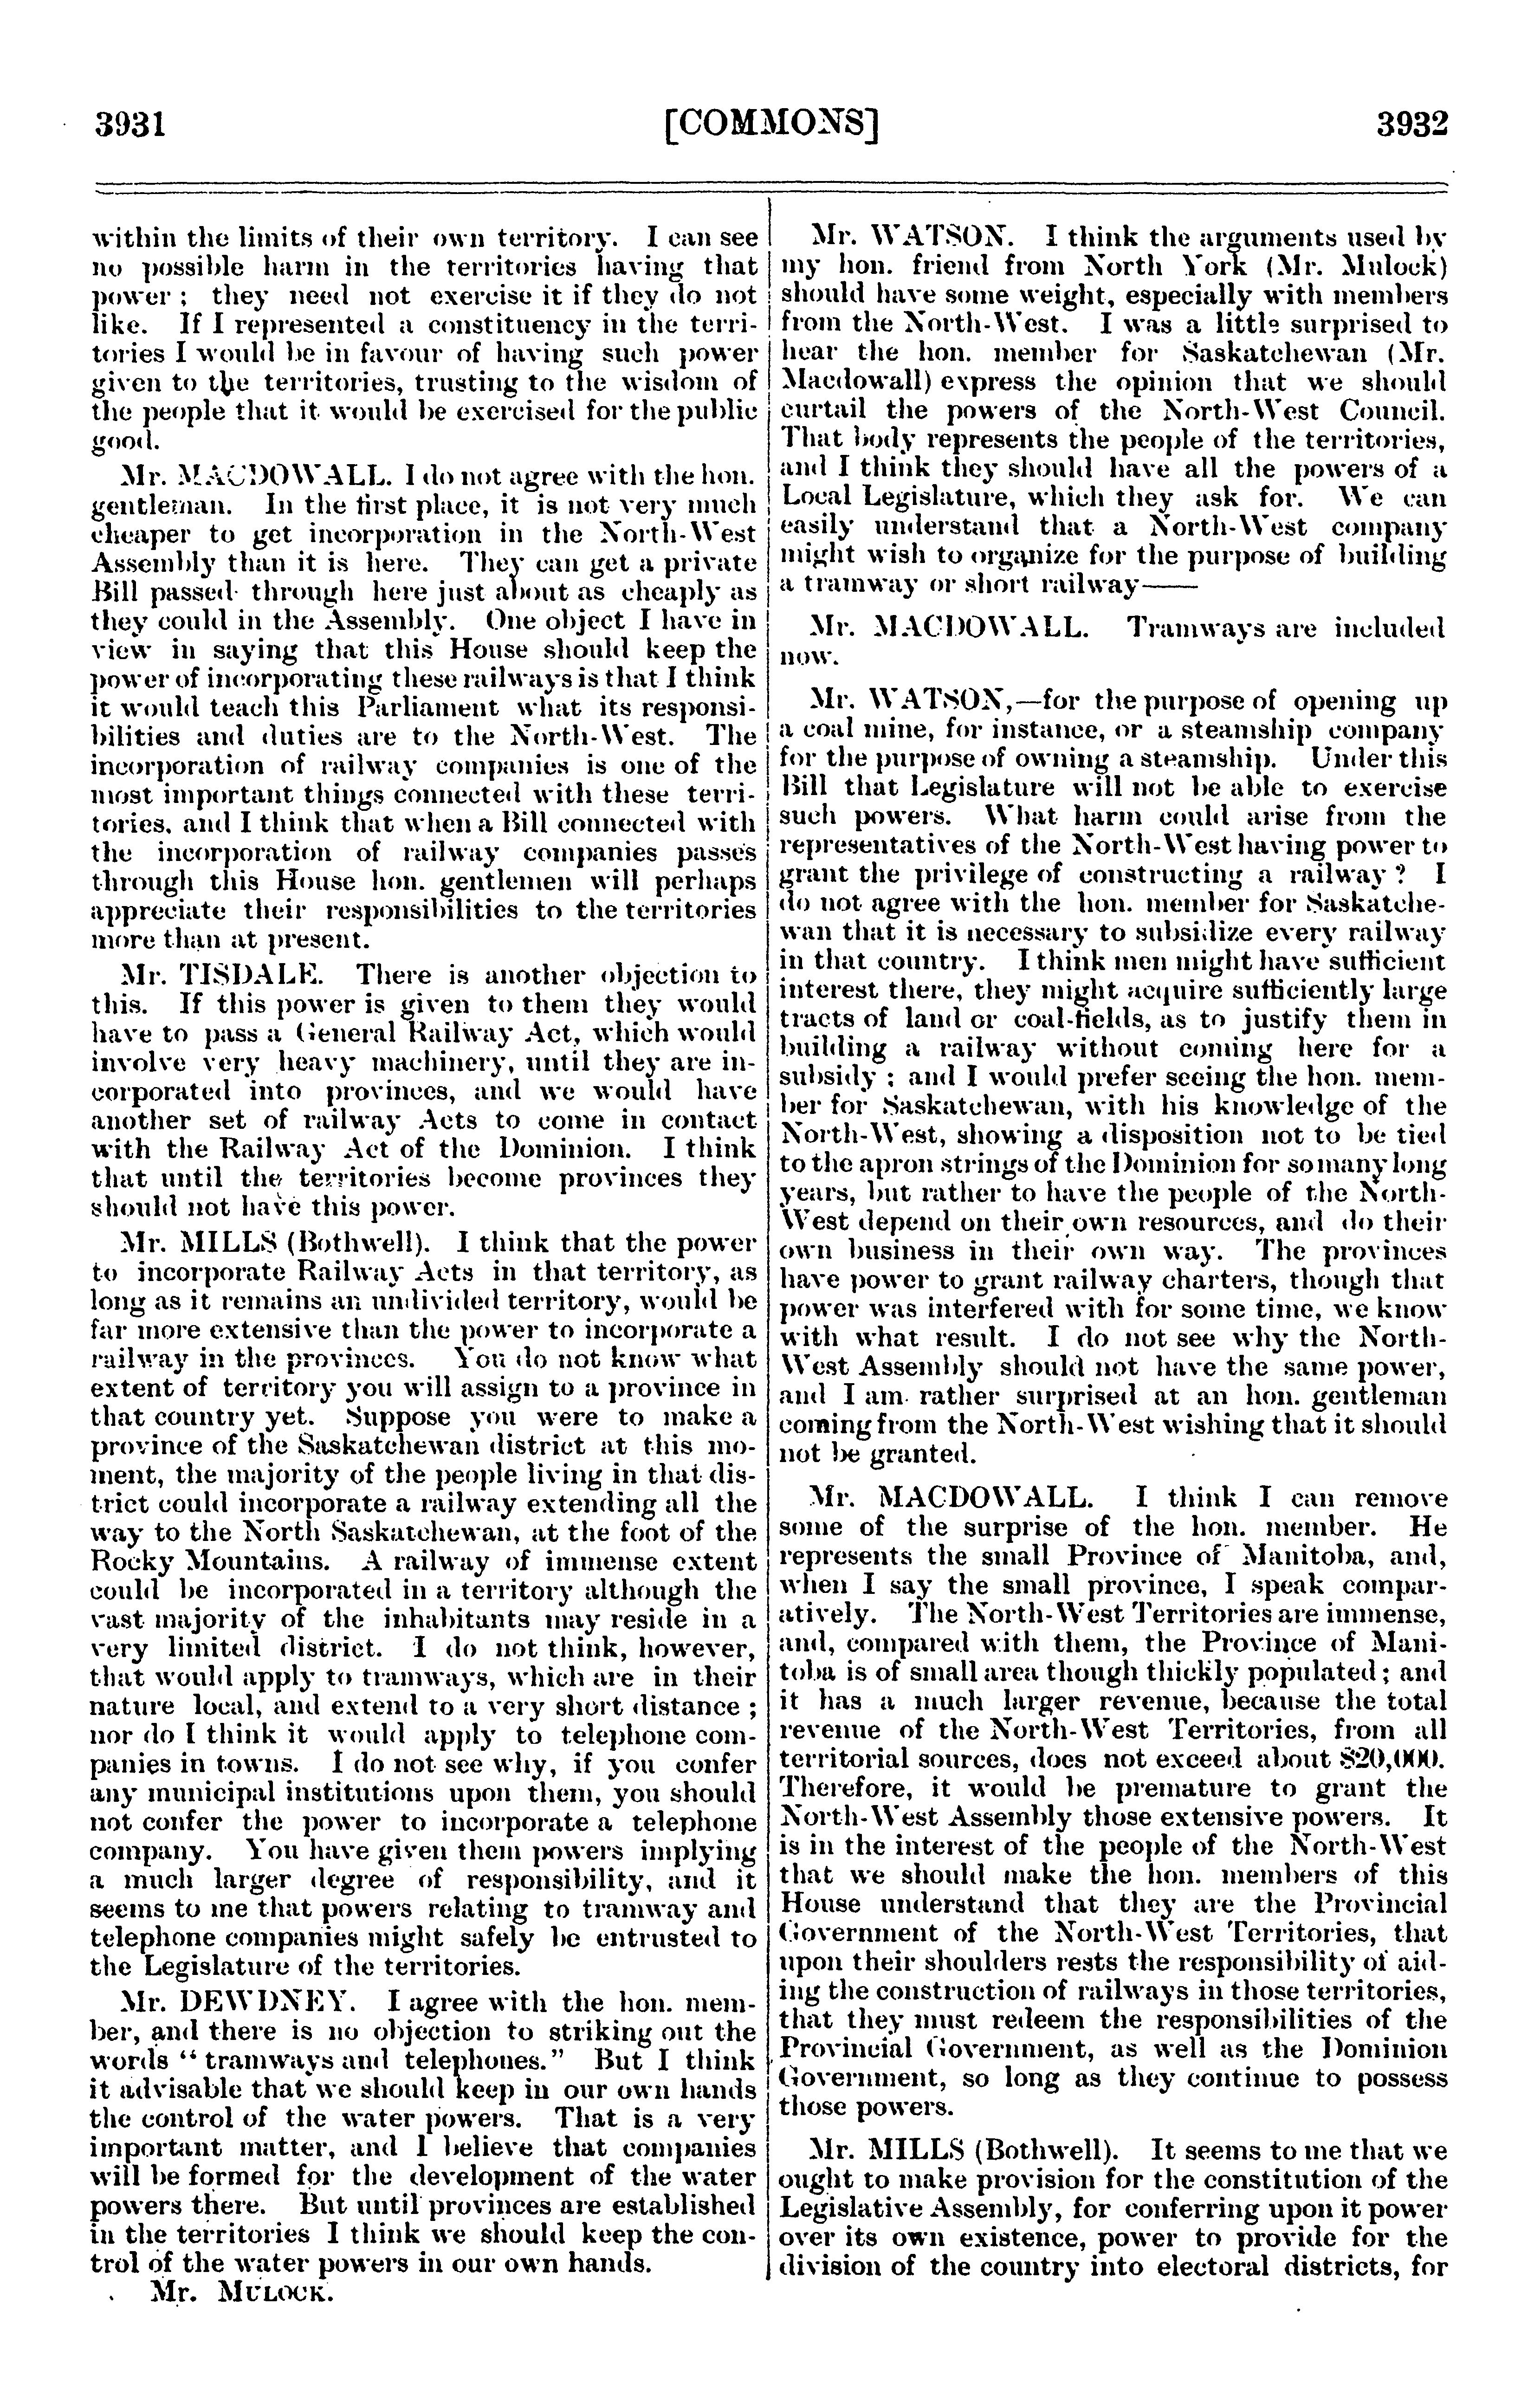 3931
[COMMONS]
3932
within the limits of their own territory. I can see
no possible harm in the territories having that
power ; they need not exercise it if they do not
like. If I represented a constituency in the terri-
tories I would be in favour of having such power
given to the territories, trusting to the wisdom of
the people that it would be exercised for the public
good.
Mr. MACDOWALL. I do not agree with the hon.
gentleman. In the first place, it is not very much
cheaper to get incorporation in the North-West
Assembly than it is here. They can get a private
Bill passed through here just about as cheaply as
they could in the Assembly. One object I have in
view in saying that this House should keep the
power of incorporating these railways is that I think
it would teach this Parliament what its responsi-
bilities and duties are to the North-West. The
incorporation of railway companies is one of the
most important things connected with these terri-
tories, and I think that when a Bill connected with
the incorporation of railway companies passes
through this House hon. gentlemen will perhaps
appreciate their responsibilities to the territories
more than at present.
Mr. TISDALE. There is another objection to
this. If this power is given to them they would
have to pass a General Railway Act, which would
involve very heavy machinery, until they are in-
corporated into provinces, and we would have
another set of railway Acts to come in contact
with the Railway Act of the Dominion. I think
that until the territories become provinces they
should not have this power.
Mr. MILLS (Bothwell). I think that the power
to incorporate Railway Acts in that territory, as
long as it remains an undivided territory, would be
far more extensive than the power to incorporate a
railway in the provinces. You do not know what
extent of territory you will assign to a province in
that country yet. Suppose you were to make a
province of the Saskatchewan district at this mo-
ment, the majority of the people living in that dis-
trict could incorporate a railway extending all the
way to the North Saskatchewan, at the foot of the
Rocky Mountains. A railway of immense extent
could be incorporated in a territory although the
vast majority of the inhabitants may reside in a
very limited district. I do not think, however,
that would apply to tramways, which are in their
nature local, and extend to a very short distance ;
nor do I think it would apply to telephone com-
panies in towns. I do not see why, if you confer
any municipal institutions upon them, you should
not confer the power to incorporate a telephone
company. You have given them powers implying
a much larger degree of responsibility, and it
seems to me that powers relating to tramway and
telephone companies might safely be entrusted to
the Legislature of the territories.
Mr. DEWDNEY. I agree with the hon. mem-
ber, and there is no objection to striking out the
words "tramways and telephones." But I think
it advisable that we should keep in our own hands
the control of the water powers. That is a very
important matter, and I believe that companies
will be formed for the development of the water
powers there. But until provinces are established
in the territories I think we should keep the con-
trol of the water powers in our own hands.
Mr. MULOCK.
Mr. WATSON. I think the arguments used by
my hon. friend from North York (Mr. Mulock)
should have some weight, especially with members
from the North-West. I was a little surprised to
hear the hon. member for Saskatchewan (Mr.
Macdowall) express the opinion that we should
curtail the powers of the North-West Council.
That body represents the people of the territories,
and I think they should have all the powers of a
Local Legislature, which they ask for. We can
easily understand that a North-West company
might wish to organize for the purpose of building
a tramway or short railway——
Mr. MACDOWALL. Tramways are included
now.
Mr. WATSON,—for the purpose of opening up
a coal mine, for instance, or a steamship company
for the purpose of owning a steamship. Under this
Bill that Legislature will not be able to exercise
such powers. What harm could arise from the
representatives of the North-West having power to
grant the privilege of constructing a railway ? I
do not agree with the hon. member for Saskatche-
wan that it is necessary to subsidize every railway
in that country. I think men might have sufficient
interest there, they might acquire sufficiently large
tracts of land or coal-fields, as to justify them in
building a railway without coming here for a
subsidy ; and I would prefer seeing the hon. mem-
ber for Saskatchewan, with his knowledge of the
North-West, showing a disposition not to be tied
to the apron strings of the Dominion for so many long
years, but rather to have the people of the North-
West depend on their own resources, and do their
own business in their own way. The provinces
have power to grant railway charters, though that
power was interfered with for some time, we know
with what result. I do not see why the North-
West Assembly should not have the same power,
and I am rather surprised at an hon. gentleman
coming from the North-West wishing that it should
not be granted.
Mr. MACDOWALL. I think I can remove
some of the surprise of the hon. member. He
represents the small Province of Manitoba, and,
when I say the small province, I speak compar-
atively. The North-West Territories are immense,
and, compared with them, the Province of Mani-
toba is of small area though thickly populated ; and
it has a much larger revenue, because the total
revenue of the North-West Territories, from all
territorial sources, does not exceed about $20,000.
Therefore, it would be premature to grant the
North-West Assembly those extensive powers. It
is in the interest of the people of the North-West
that we should make the hon. members of this
House understand that they are the Provincial
Government of the North-West Territories, that
upon their shoulders rests the responsibility of aid-
ing the construction of railways in those territories,
that they must redeem the responsibilities of the
Provincial Government, as well as the Dominion
Government, so long as they continue to possess
those powers.
Mr. MILLS (Bothwell). It seems to me that we
ought to make provision for the constitution of the
Legislative Assembly, for conferring upon it power
over its own existence, power to provide for the
division of the country into electoral districts, for